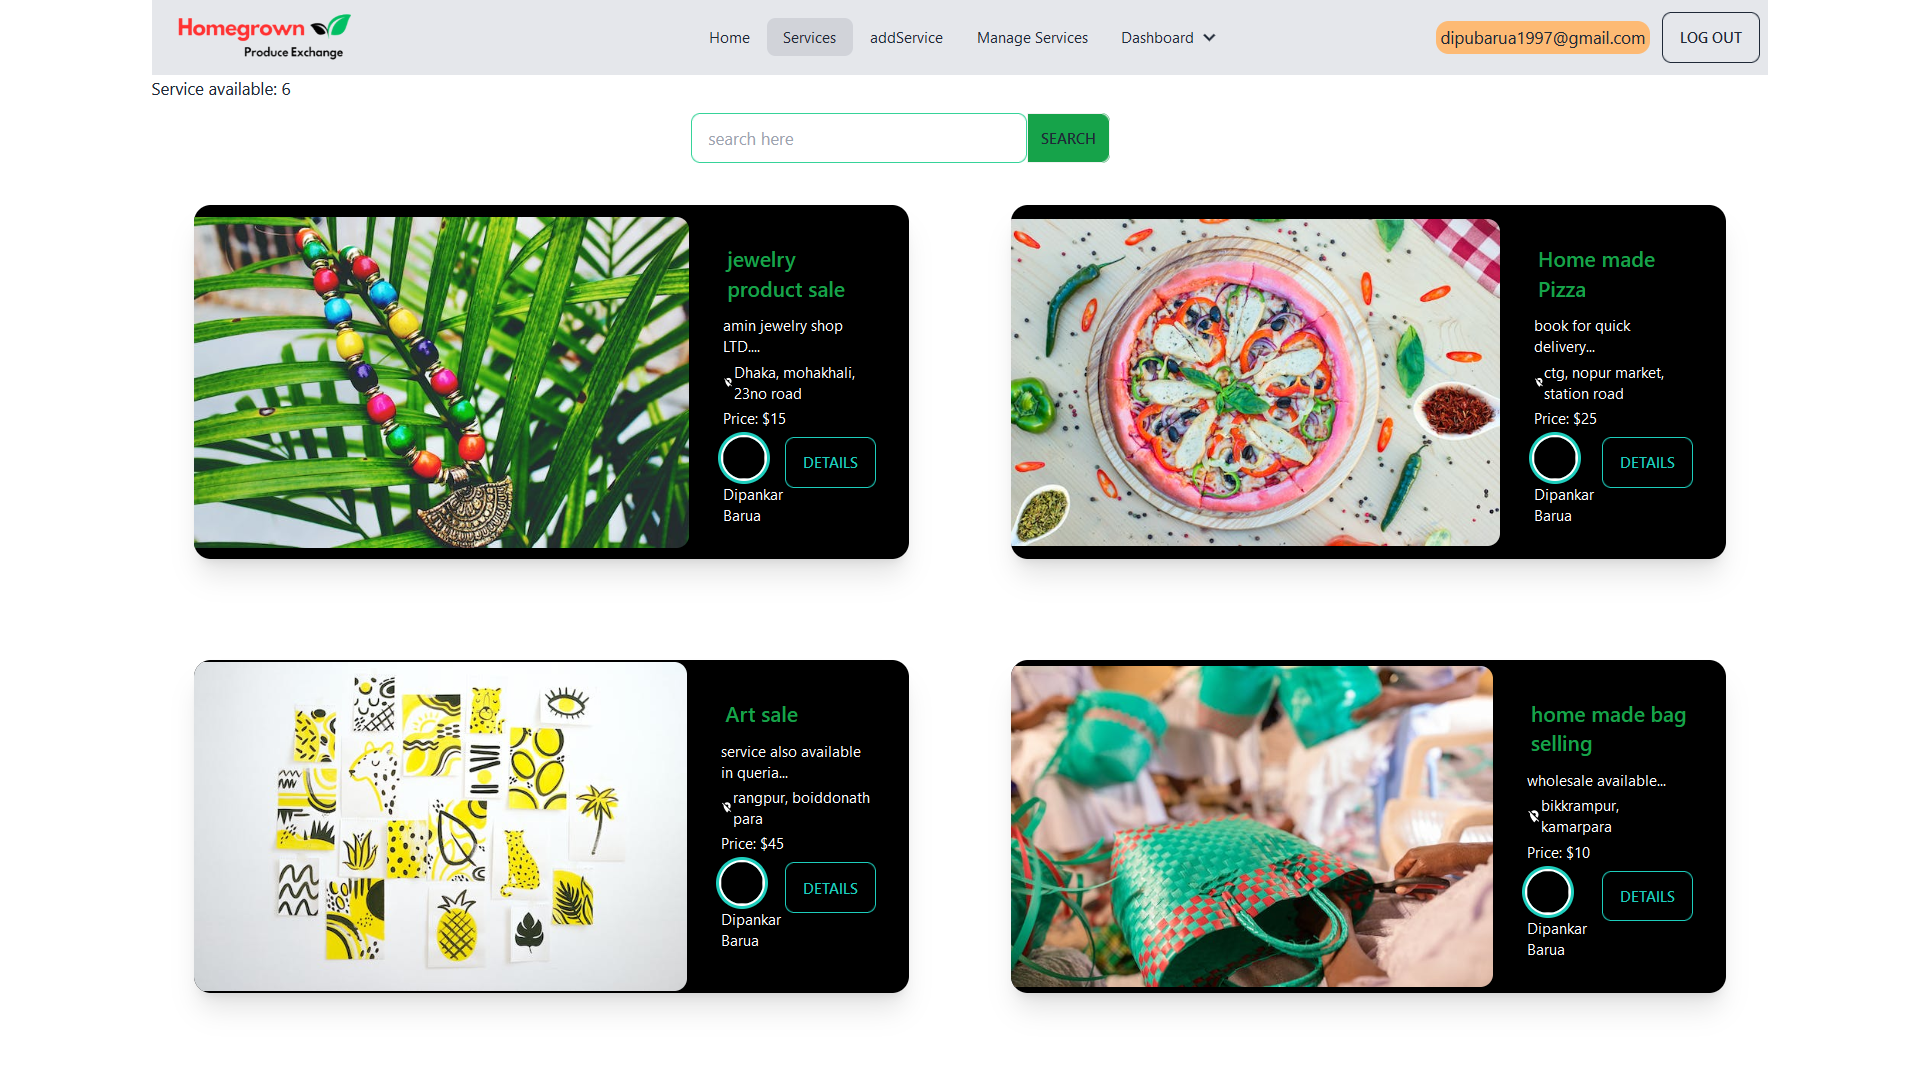 Homegrown
Produce Exchange
Home
Services
addService
Manage Services
Dashboard
dipubarua1997@gmail.com
LOG OUT
Service available: 6
search here
SEARCH
jewelry
product sale
amin jewelry shop
LTD....
Dhaka, mohakhali,
23no road
Price: $15
DETAILS
Dipankar
Barua
Home made
Pizza
book for quick
delivery...
ctg, nopur market,
station road
Price: $25
DETAILS
Dipankar
Barua
Art sale
service also available
in queria...
rangpur, boiddonath
para
Price: $45
DETAILS
Dipankar
Barua
home made bag
selling
wholesale available...
bikkrampur,
kamarpara
Price: $10
DETAILS
Dipankar
Barua